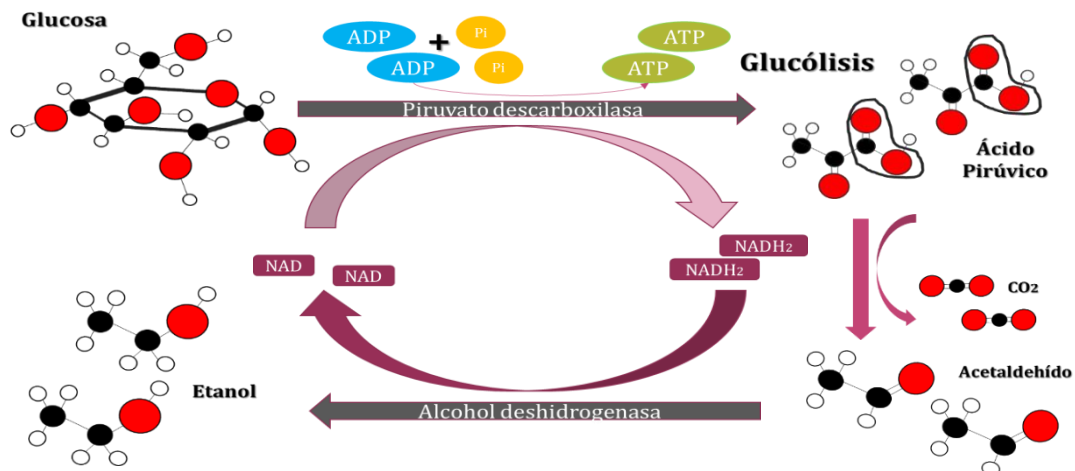 Glucosa
ADP
+
ADP
Pi
Pi
ATP
ATP
Glucólisis
Piruvato descarboxilasa
Ácido
Pirúvico
NADH₂
NADH₂
NAD
NAD
CO₂
Acetaldehído
Etanol
Alcohol deshidrogenasa